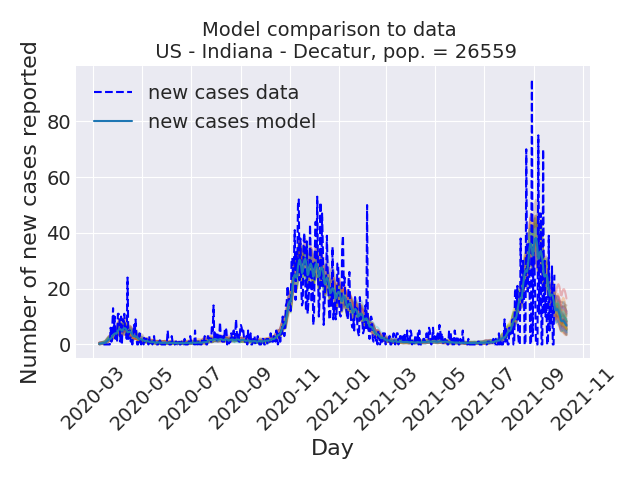 Model comparison to data
US - Indiana - Decatur, pop. = 26559
Number of new cases reported
new cases data
new cases model
80
60
40
20
0
2020-03
2020-05
2020-07
2020-09
2020-11
2021-01
2021-03
2021-05
2021-07
2021-09
2021-11
Day